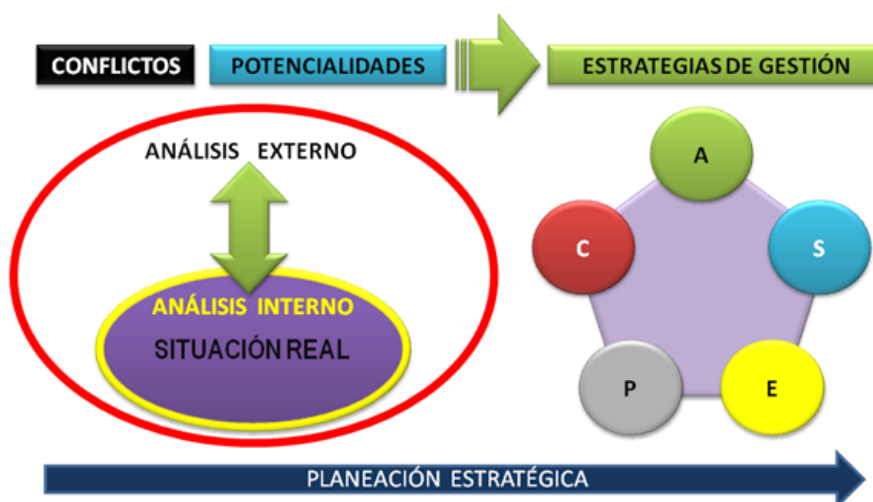 CONFLICTOS
POTENCIALIDADES
ESTRATEGIAS DE GESTIÓN
ANÁLISIS EXTERNO
ANÁLISIS INTERNO
SITUACIÓN REAL
A
C
S
P
E
PLANEACIÓN ESTRATÉGICA